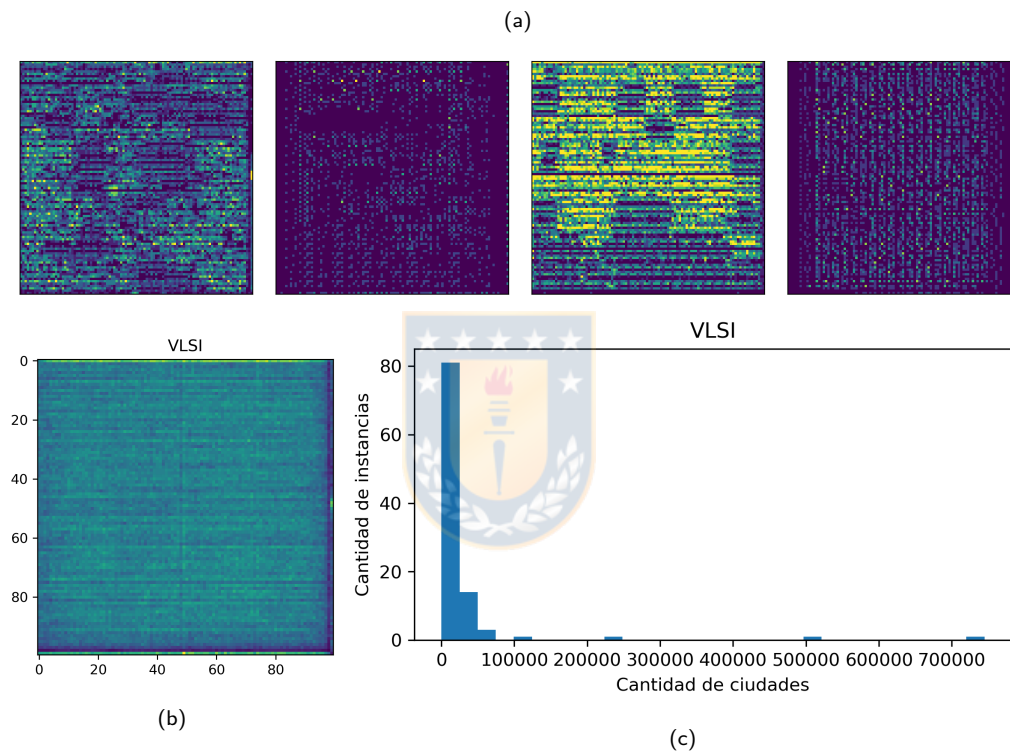 (a)
VLSI
0
20
40
60
80
0 20 40 60 80
(b)
VLSI
Cantidad de instancias
80
60
40
20
0
0 100000 200000 300000 400000 500000 600000 700000
Cantidad de ciudades
(c)